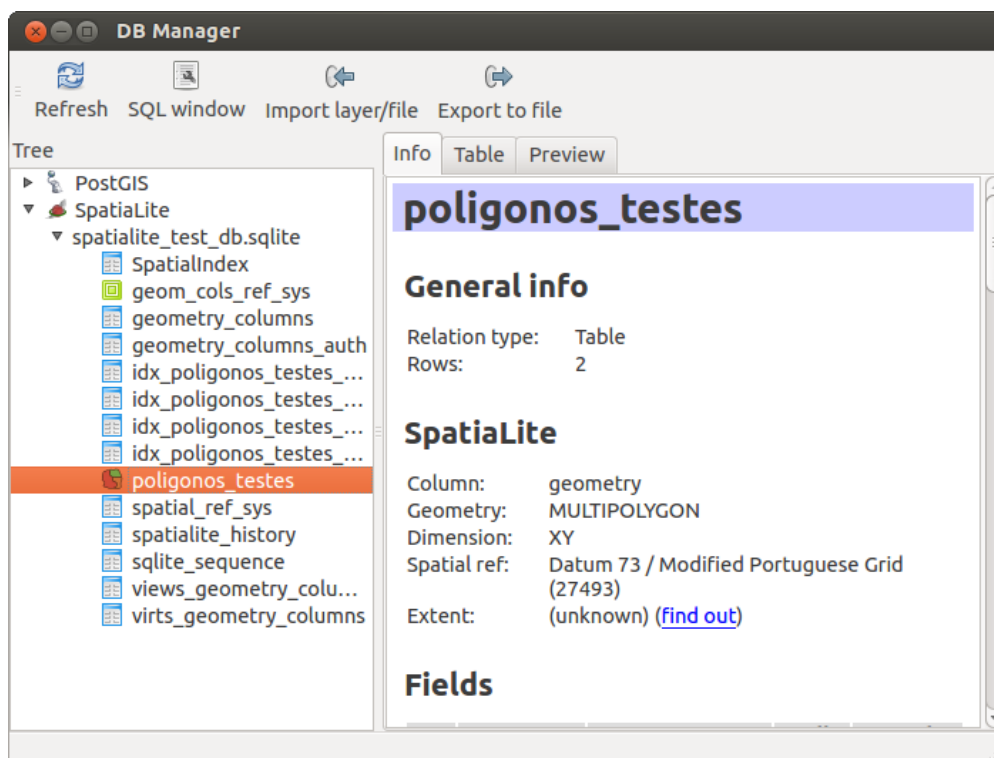 DB Manager
Refresh SQL window Import layer/file Export to file
Tree
PostGIS
SpatiaLite
spatialite_test_db.sqlite
SpatialIndex
geom_cols_ref_sys
geometry_columns
geometry_columns_auth
idx_poligonos_testes_...
idx_poligonos_testes_...
idx_poligonos_testes_...
idx_poligonos_testes_...
poligonos_testes
spatial_ref_sys
spatialite_history
sqlite_sequence
views_geometry_colu...
virts_geometry_columns
Info Table Preview
poligonos_testes
General info
Relation type: Table
Rows: 2
SpatiaLite
Column: geometry
Geometry: MULTIPOLYGON
Dimension: XY
Spatial ref: Datum 73 / Modified Portuguese Grid
(27493)
Extent: (unknown) (find out)
Fields